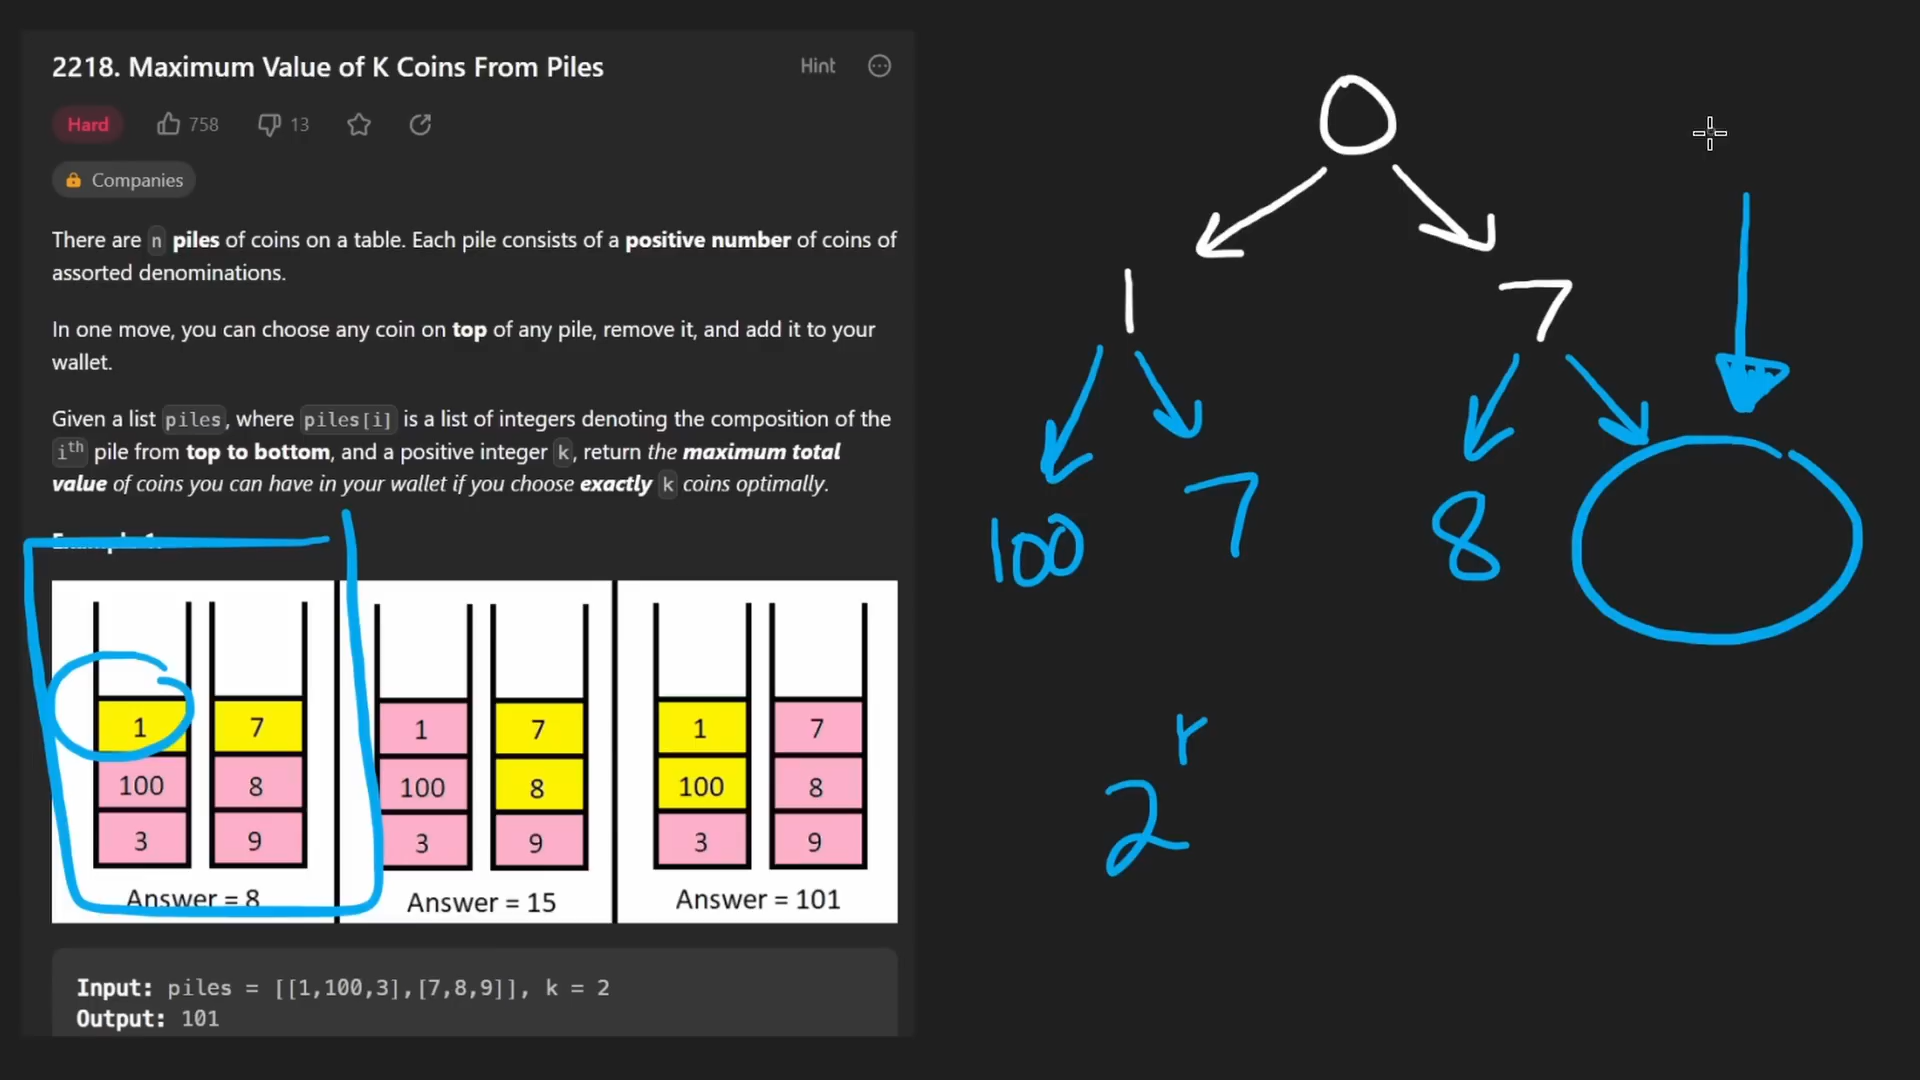 2218. Maximum Value of K Coins From Piles
Hint
Hard 758 13
Companies
There are n piles of coins on a table. Each pile consists of a positive number of coins of
assorted denominations.
In one move, you can choose any coin on top of any pile, remove it, and add it to your
wallet.
Given a list piles, where piles[i] is a list of integers denoting the composition of the
ith pile from top to bottom, and a positive integer k, return the maximum total
value of coins you can have in your wallet if you choose exactly k coins optimally.
Example 1:
1 7 1 7 1 7
100 8 100 8 100 8
3 9 3 9 3 9
Answer = 8 Answer = 15 Answer = 101
Input: piles = [[1,100,3],[7,8,9]], k = 2
Output: 101
0
1 7
100 7 8
2